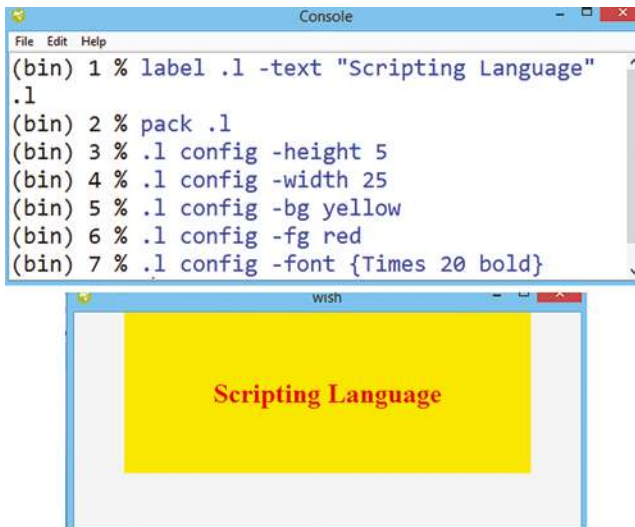 Console
File Edit Help
(bin) 1 % label .l -text "Scripting Language"
.l
(bin) 2 % pack .l
(bin) 3 % .l config -height 5
(bin) 4 % .l config -width 25
(bin) 5 % .l config -bg yellow
(bin) 6 % .l config -fg red
(bin) 7 % .l config -font {Times 20 bold}
wish
Scripting Language